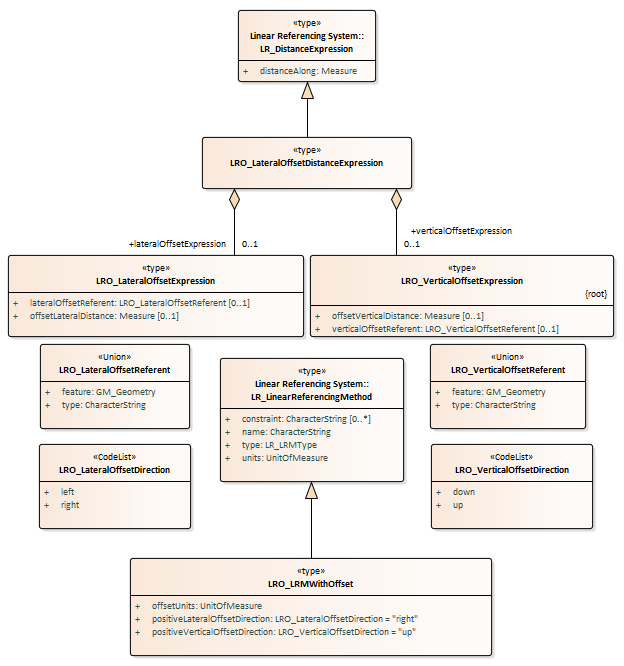 «type»
Linear Referencing System::
LR_DistanceExpression
+ distanceAlong: Measure
«type»
LRO_LateralOffsetDistanceExpression
+lateralOffsetExpression 0..1
+verticalOffsetExpression
0..1
«type»
LRO_LateralOffsetExpression
+ lateralOffsetReferent: LRO_LateralOffsetReferent [0..1]
+ offsetLateralDistance: Measure [0..1]
«type»
LRO_VerticalOffsetExpression
{root}
+ offsetVerticalDistance: Measure [0..1]
+ verticalOffsetReferent: LRO_VerticalOffsetReferent [0..1]
«Union»
LRO_LateralOffsetReferent
+ feature: GM_Geometry
+ type: CharacterString
«type»
Linear Referencing System::
LR_LinearReferencingMethod
+ constraint: CharacterString [0..*]
+ name: CharacterString
+ type: LR_LRMType
+ units: UnitOfMeasure
«Union»
LRO_VerticalOffsetReferent
+ feature: GM_Geometry
+ type: CharacterString
«CodeList»
LRO_LateralOffsetDirection
+ left
+ right
«CodeList»
LRO_VerticalOffsetDirection
+ down
+ up
«type»
LRO_LRMWithOffset
+ offsetUnits: UnitOfMeasure
+ positiveLateralOffsetDirection: LRO_LateralOffsetDirection = "right"
+ positiveVerticalOffsetDirection: LRO_VerticalOffsetDirection = "up"